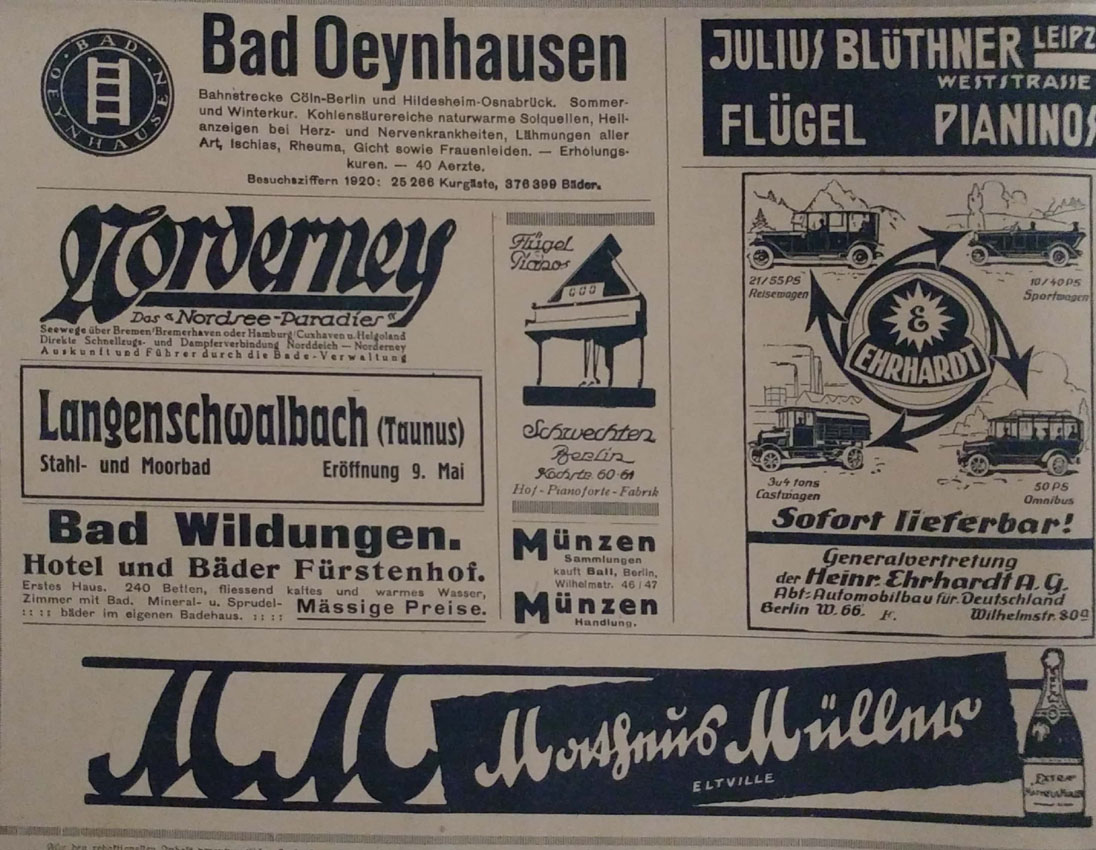 BAD OEYNHAUSEN
Bad Oeynhausen
Bahnstrecke Cöln-Berlin und Hildesheim-Osnabrück. Sommer-
und Winterkur. Kohlensäurereiche naturwarme Solquellen, Heil-
anzeigen bei Herz- und Nervenkrankheiten, Lähmungen aller
Art, Ischias, Rheuma, Gicht sowie Frauenleiden. — Erholungs-
kuren. — 40 Aerzte.
Besuchsziffern 1920: 25 266 Kurgäste, 376 399 Bäder.
Norderney
Das "Nordsee-Paradies"
Seewege über Bremen/Bremerhaven oder Hamburg/Cuxhaven u. Helgoland
Direkte Schnellzugs- und Dampferverbindung Norddeich — Norderney
Auskunft und Führer durch die Bade-Verwaltung
Langenschwalbach (Taunus)
Stahl- und Moorbad Eröffnung 9. Mai
Bad Wildungen.
Hotel und Bäder Fürstenhof.
Erstes Haus. 240 Betten, fliessend kaltes und warmes Wasser,
Zimmer mit Bad. Mineral- u. Sprudel-
:: :: bäder im eigenen Badehaus. :: ::
Mässige Preise.
Flügel
Pianos
Schwechten
Berlin
Kochstr. 60-61
Hof-Pianoforte-Fabrik
Münzen
Sammlungen
kauft Ball, Berlin,
Wilhelmstr. 46/47
Münzen
Handlung.
JULIUS BLÜTHNER LEIPZ
WESTSTRASSE
FLÜGEL PIANINOS
21/55 PS
Reisewagen
10/40 PS
Sportwagen
E
EHRHARDT
3u4 tons
Lastwagen
50 PS
Omnibus
Sofort lieferbar!
Generalvertretung
der Heinr. Ehrhardt A.G.
Abt: Automobilbau für Deutschland
Berlin W. 66. F. Wilhelmstr.
MM Matheus Müller
ELTVILLE
EXTRA
MATHEUS MÜLLER